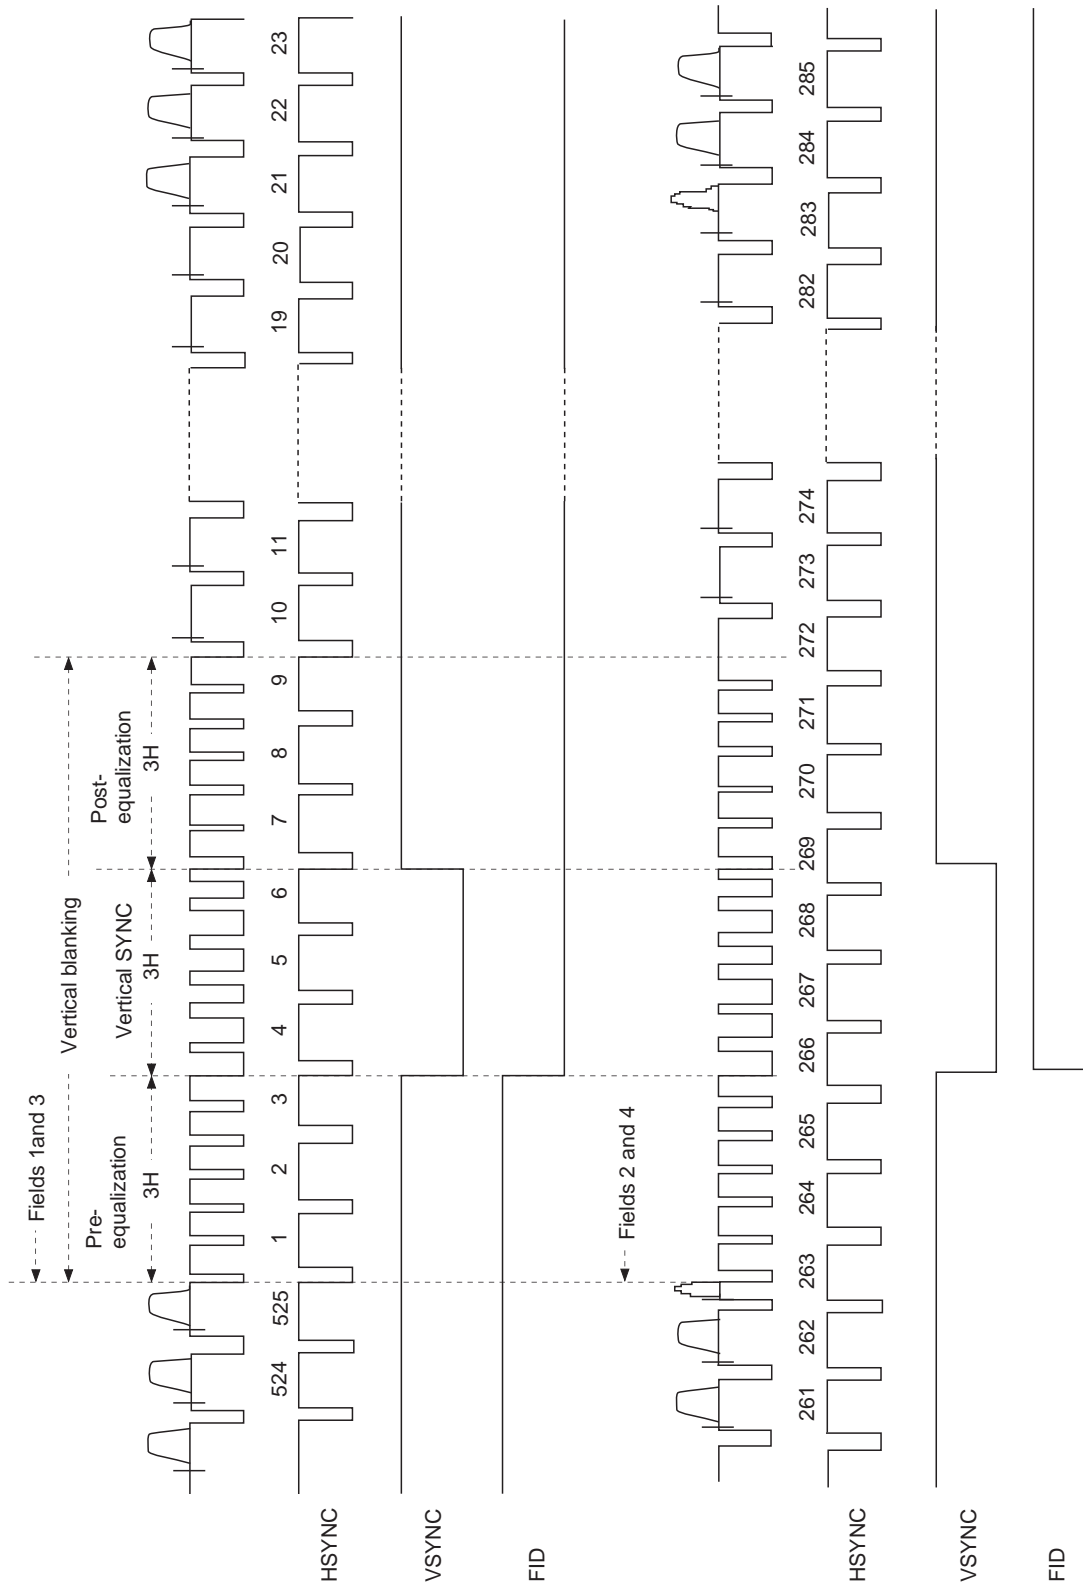 Fields 1and 3
Vertical blanking
Pre-
equalization
Vertical SYNC
Post-
equalization
3H
3H
3H
524
525
1
2
3
4
5
6
7
8
9
10
11
19
20
21
22
23
HSYNC
VSYNC
FID
Fields 2 and 4
261
262
263
264
265
266
267
268
269
270
271
272
273
274
282
283
284
285
HSYNC
VSYNC
FID